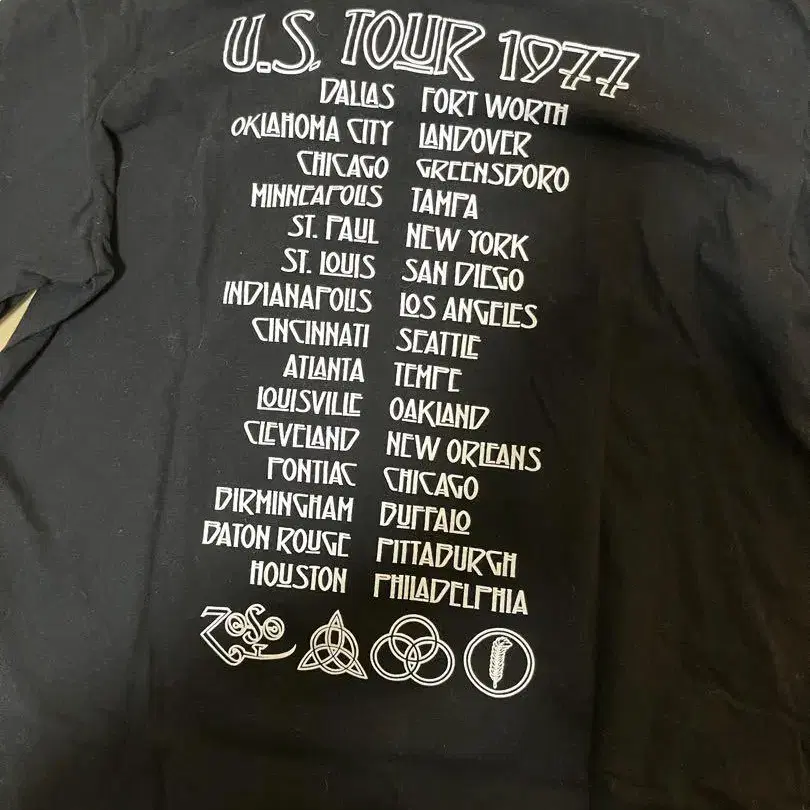 U.S. TOUR 1977
DALLAS FORT WORTH
OKLAHOMA CITY LANDOVER
CHICAGO GREENSBORO
MINNEAPOLIS TAMPA
ST. PAUL NEW YORK
ST. LOUIS SAN DIEGO
INDIANAPOLIS LOS ANGELES
CINCINNATI SEATTLE
ATLANTA TEMPE
LOUISVILLE OAKLAND
CLEVELAND NEW ORLEANS
PONTIAC CHICAGO
BIRMINGHAM BUFFALO
BATON ROUGE PITTABURGH
HOUSTON PHILADELPHIA
ZOSO